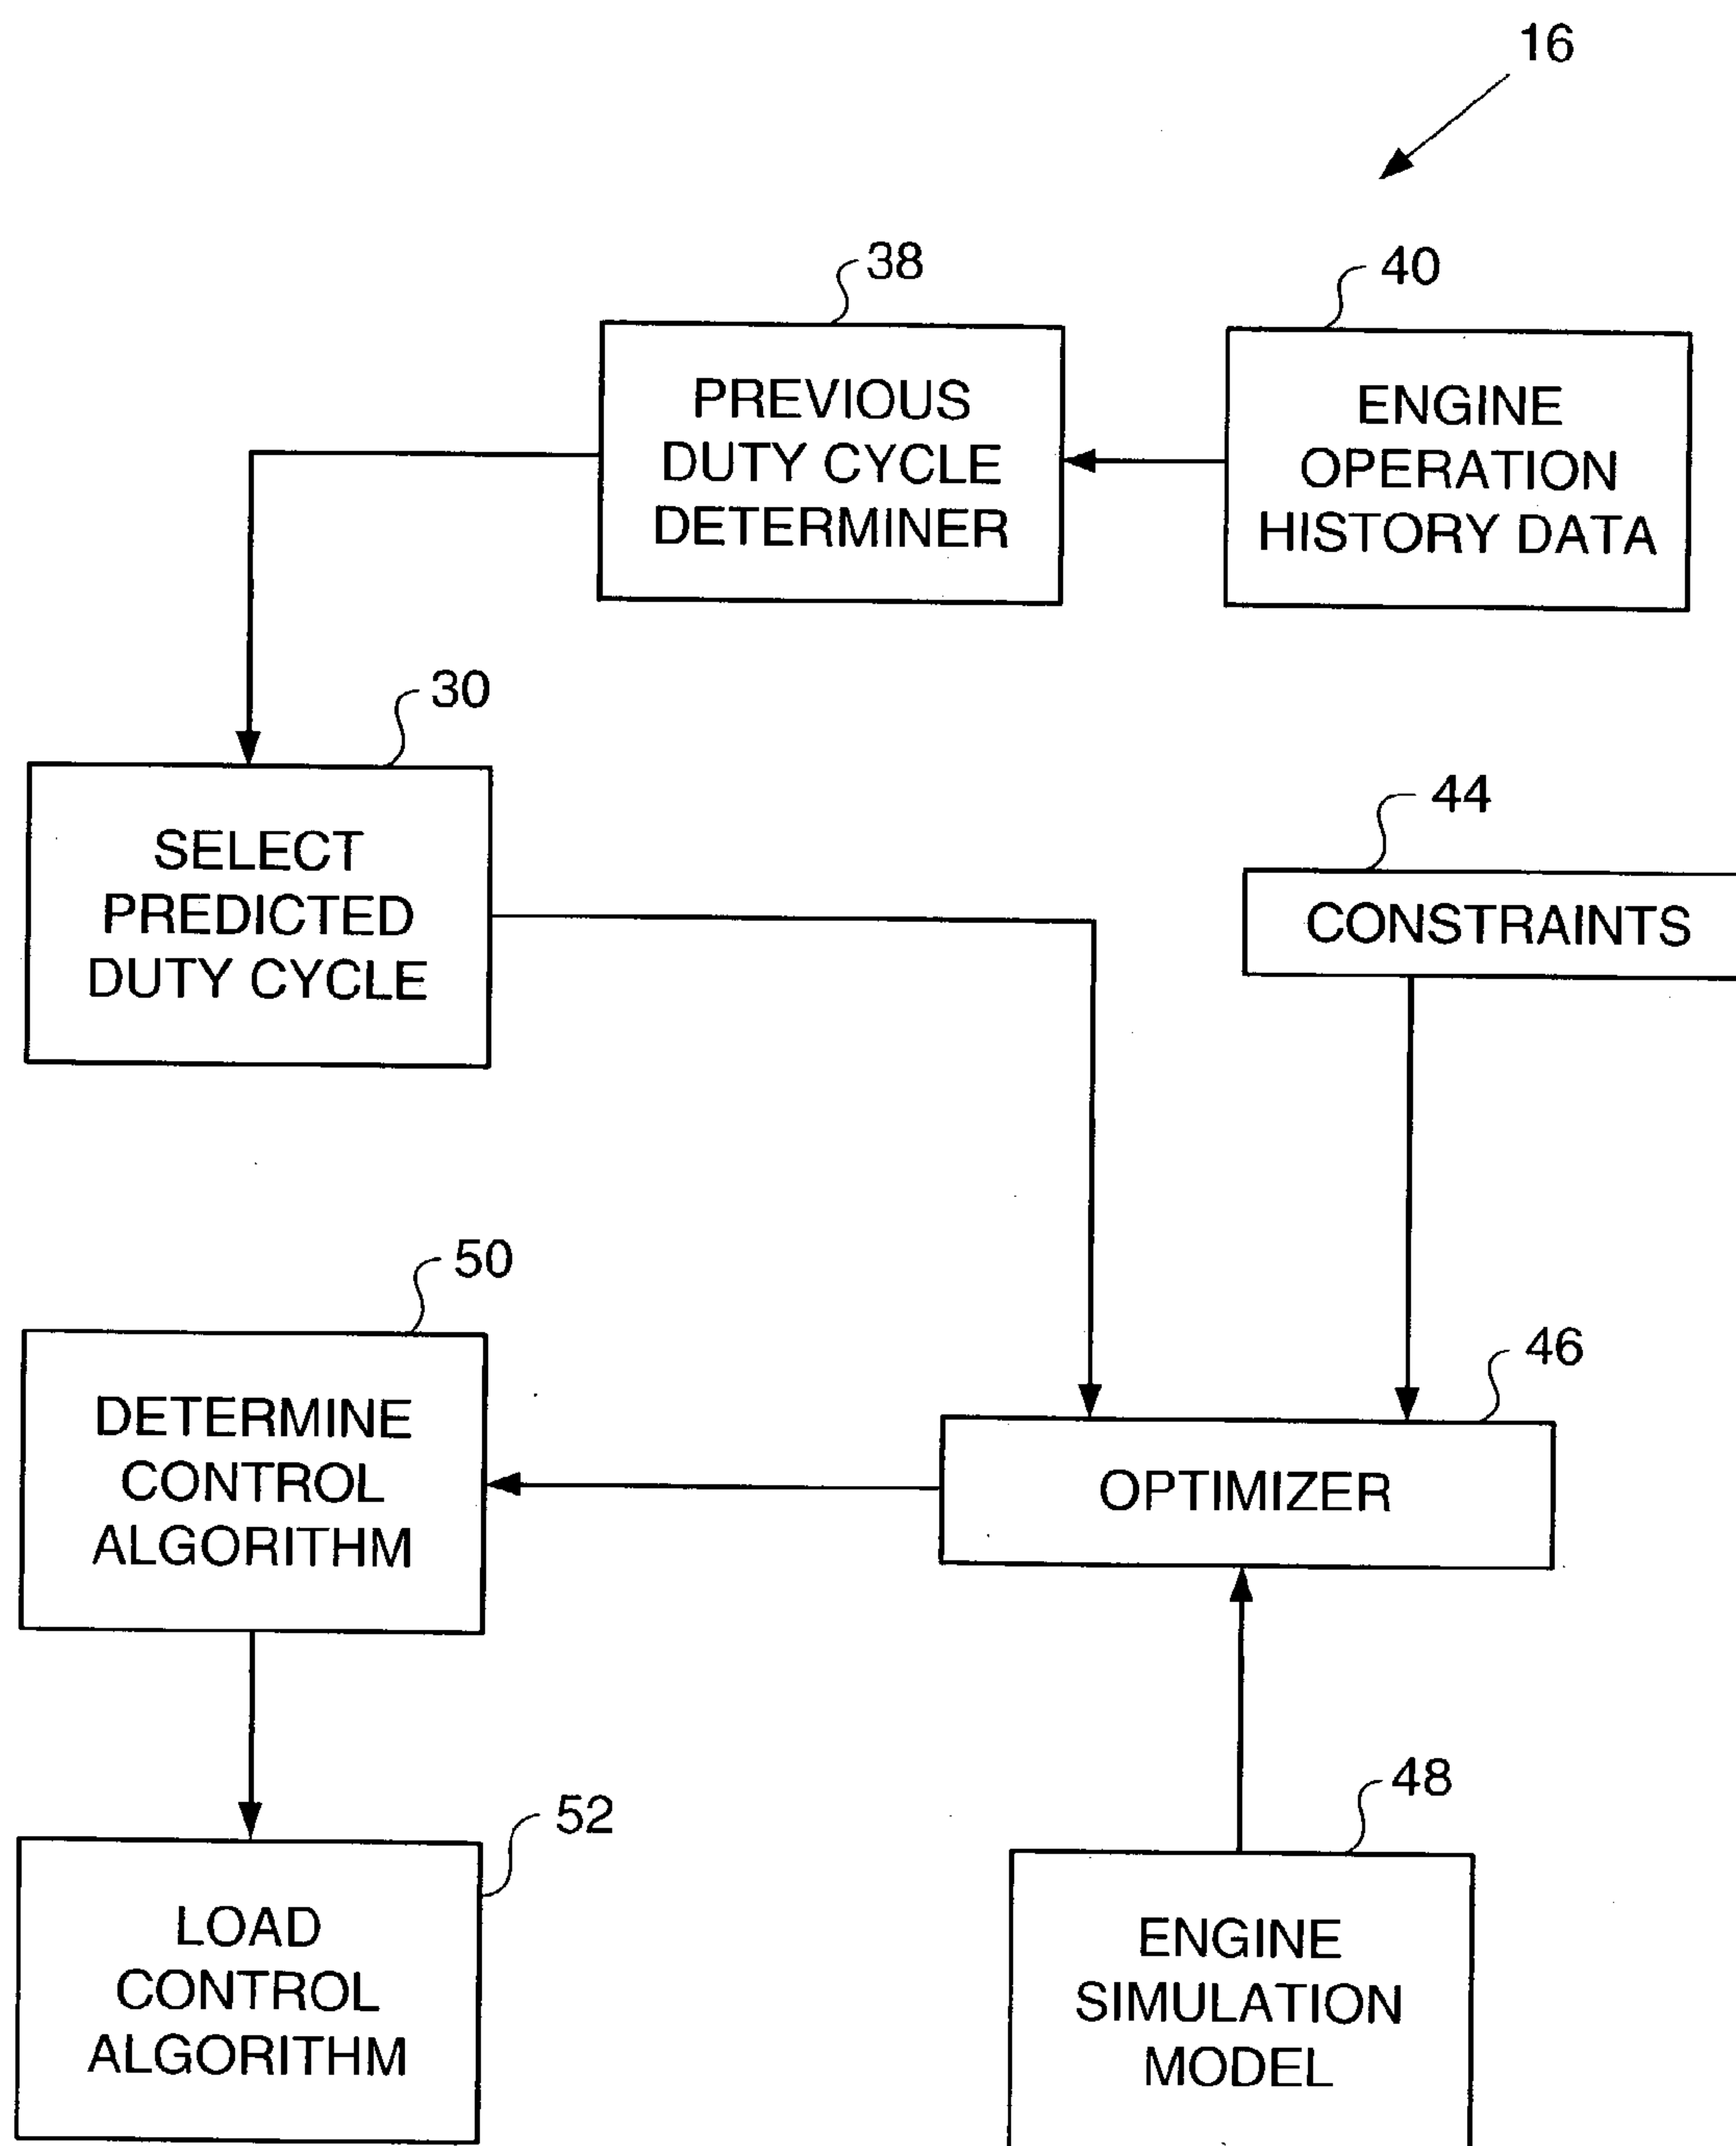 16
38
PREVIOUS
DUTY CYCLE
DETERMINER
40
ENGINE
OPERATION
HISTORY DATA
30
SELECT
PREDICTED
DUTY CYCLE
44
CONSTRAINTS
50
DETERMINE
CONTROL
ALGORITHM
46
OPTIMIZER
52
LOAD
CONTROL
ALGORITHM
48
ENGINE
SIMULATION
MODEL